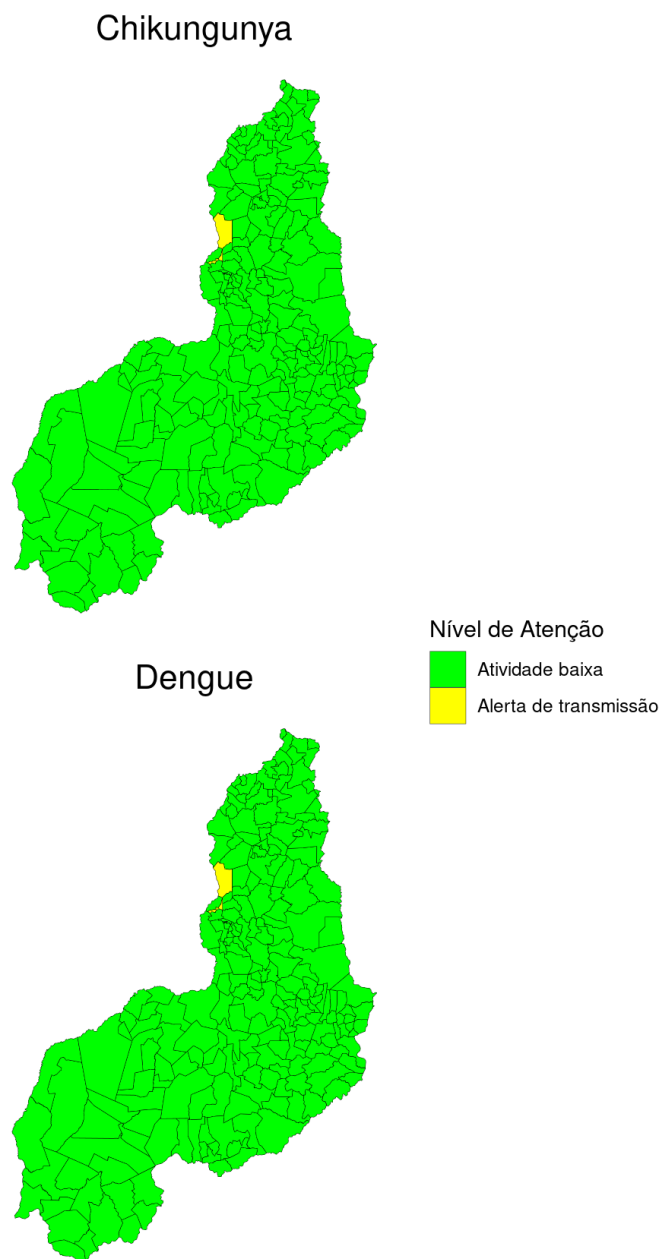 Chikungunya
Nível de Atenção
Atividade baixa
Alerta de transmissão
Dengue